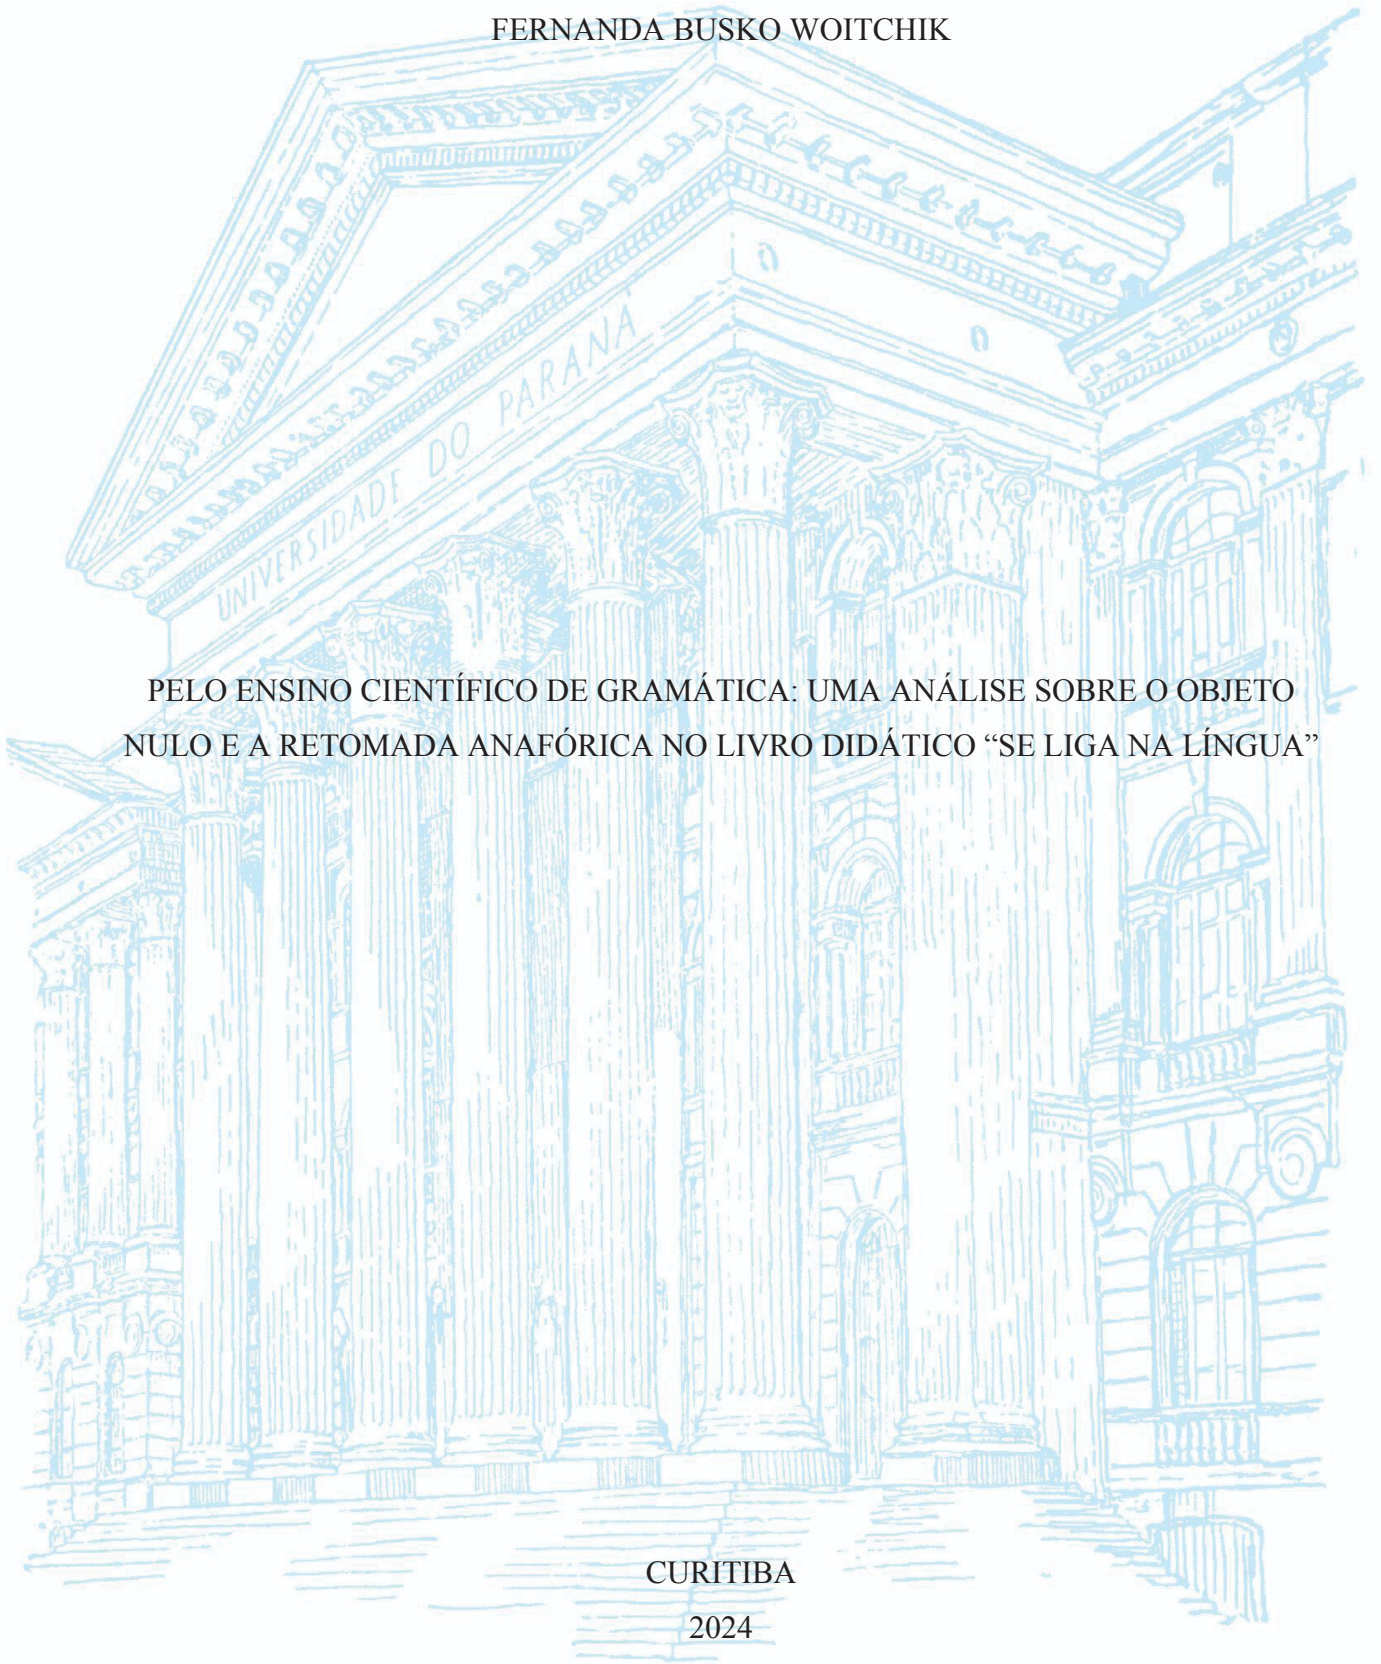 FERNANDA BUSKO WOITCHIK
UNIVERSIDADE DO PARANÁ
PELO ENSINO CIENTÍFICO DE GRAMÁTICA: UMA ANÁLISE SOBRE O OBJETO
NULO E A RETOMADA ANAFÓRICA NO LIVRO DIDÁTICO “SE LIGA NA LÍNGUA”
CURITIBA
2024